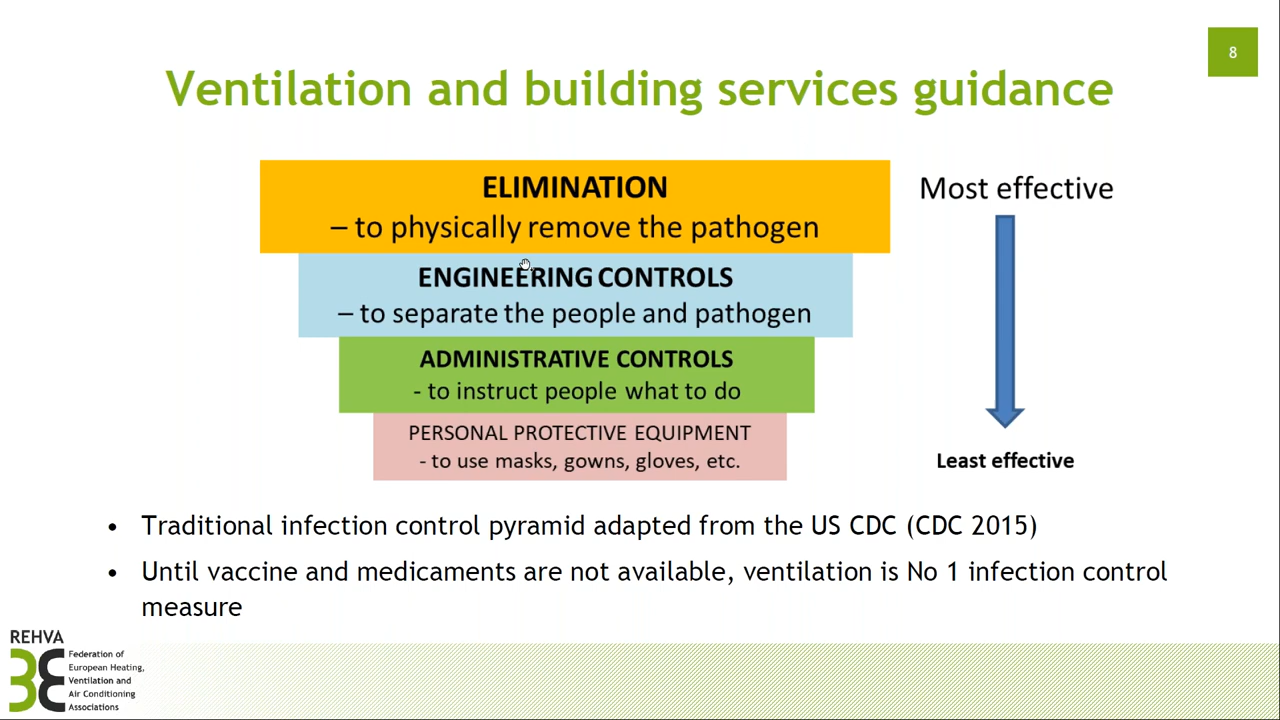 8
Ventilation and building services guidance
ELIMINATION
– to physically remove the pathogen
Most effective
ENGINEERING CONTROLS
– to separate the people and pathogen
ADMINISTRATIVE CONTROLS
- to instruct people what to do
PERSONAL PROTECTIVE EQUIPMENT
- to use masks, gowns, gloves, etc.
Least effective
• Traditional infection control pyramid adapted from the US CDC (CDC 2015)
• Until vaccine and medicaments are not available, ventilation is No 1 infection control
measure
REHVA
Federation of
European Heating,
Ventilation and
Air Conditioning
Associations